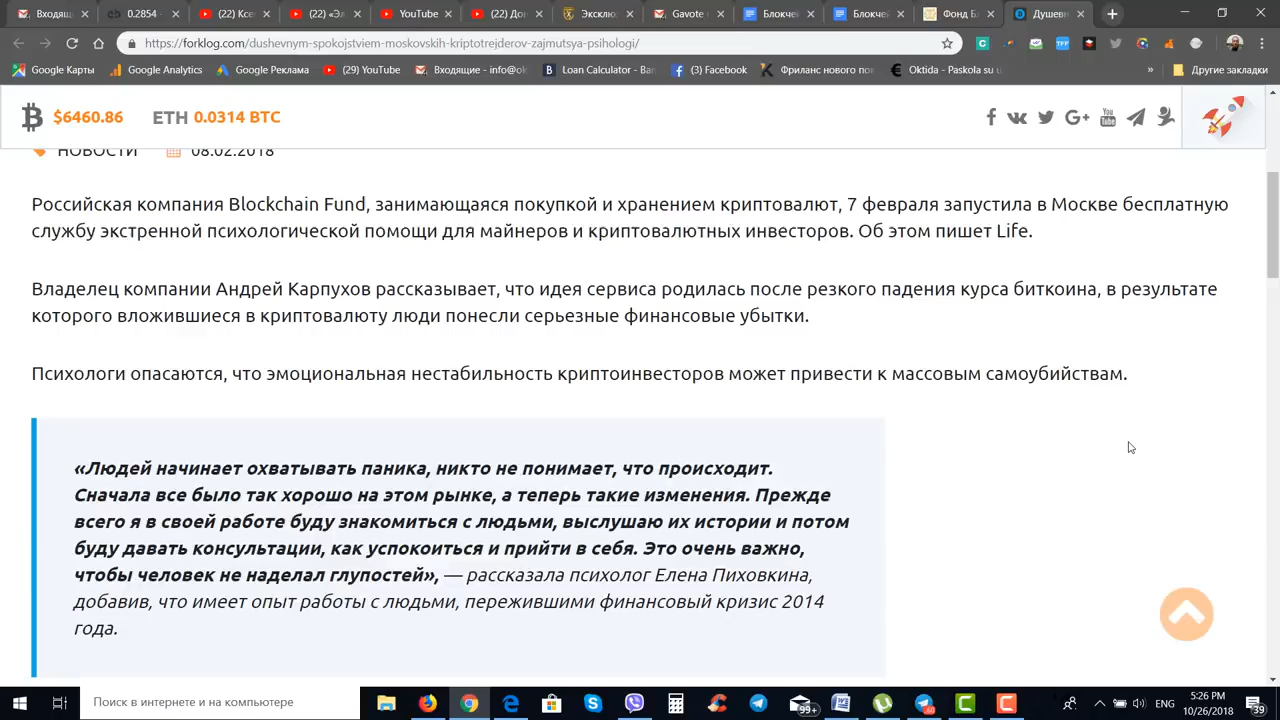 Входящи
0.2854
(22) Ксе
(22) «Эл
YouTube
(22) Доп
Эксклю
Gavote
Блокче
Блокче
Фонд Б
Душеві
https://forklog.com/dushevnym-spokojstviem-moskovskih-kriptotrejderov-zajmutsya-psihologi/
Google Карты
Google Analytics
Google Реклама
(29) YouTube
Входящие - info@ok
Loan Calculator - Ban
(3) Facebook
Фриланс нового пок
Oktida - Paskola su u
»
Другие закладки
$6460.86
ETH 0.0314 BTC
НОВОСТИ
08.02.2018
Российская компания Blockchain Fund, занимающаяся покупкой и хранением криптовалют, 7 февраля запустила в Москве бесплатную
службу экстренной психологической помощи для майнеров и криптовалютных инвесторов. Об этом пишет Life.
Владелец компании Андрей Карпухов рассказывает, что идея сервиса родилась после резкого падения курса биткоина, в результате
которого вложившиеся в криптовалюту люди понесли серьезные финансовые убытки.
Психологи опасаются, что эмоциональная нестабильность криптоинвесторов может привести к массовым самоубийствам.
«Людей начинает охватывать паника, никто не понимает, что происходит.
Сначала все было так хорошо на этом рынке, а теперь такие изменения. Прежде
всего я в своей работе буду знакомиться с людьми, выслушаю их истории и потом
буду давать консультации, как успокоиться и прийти в себя. Это очень важно,
чтобы человек не наделал глупостей», — рассказала психолог Елена Пиховкина,
добавив, что имеет опыт работы с людьми, пережившими финансовый кризис 2014
года.
Поиск в интернете и на компьютере
99+
ENG
5:26 PM
10/26/2018
39